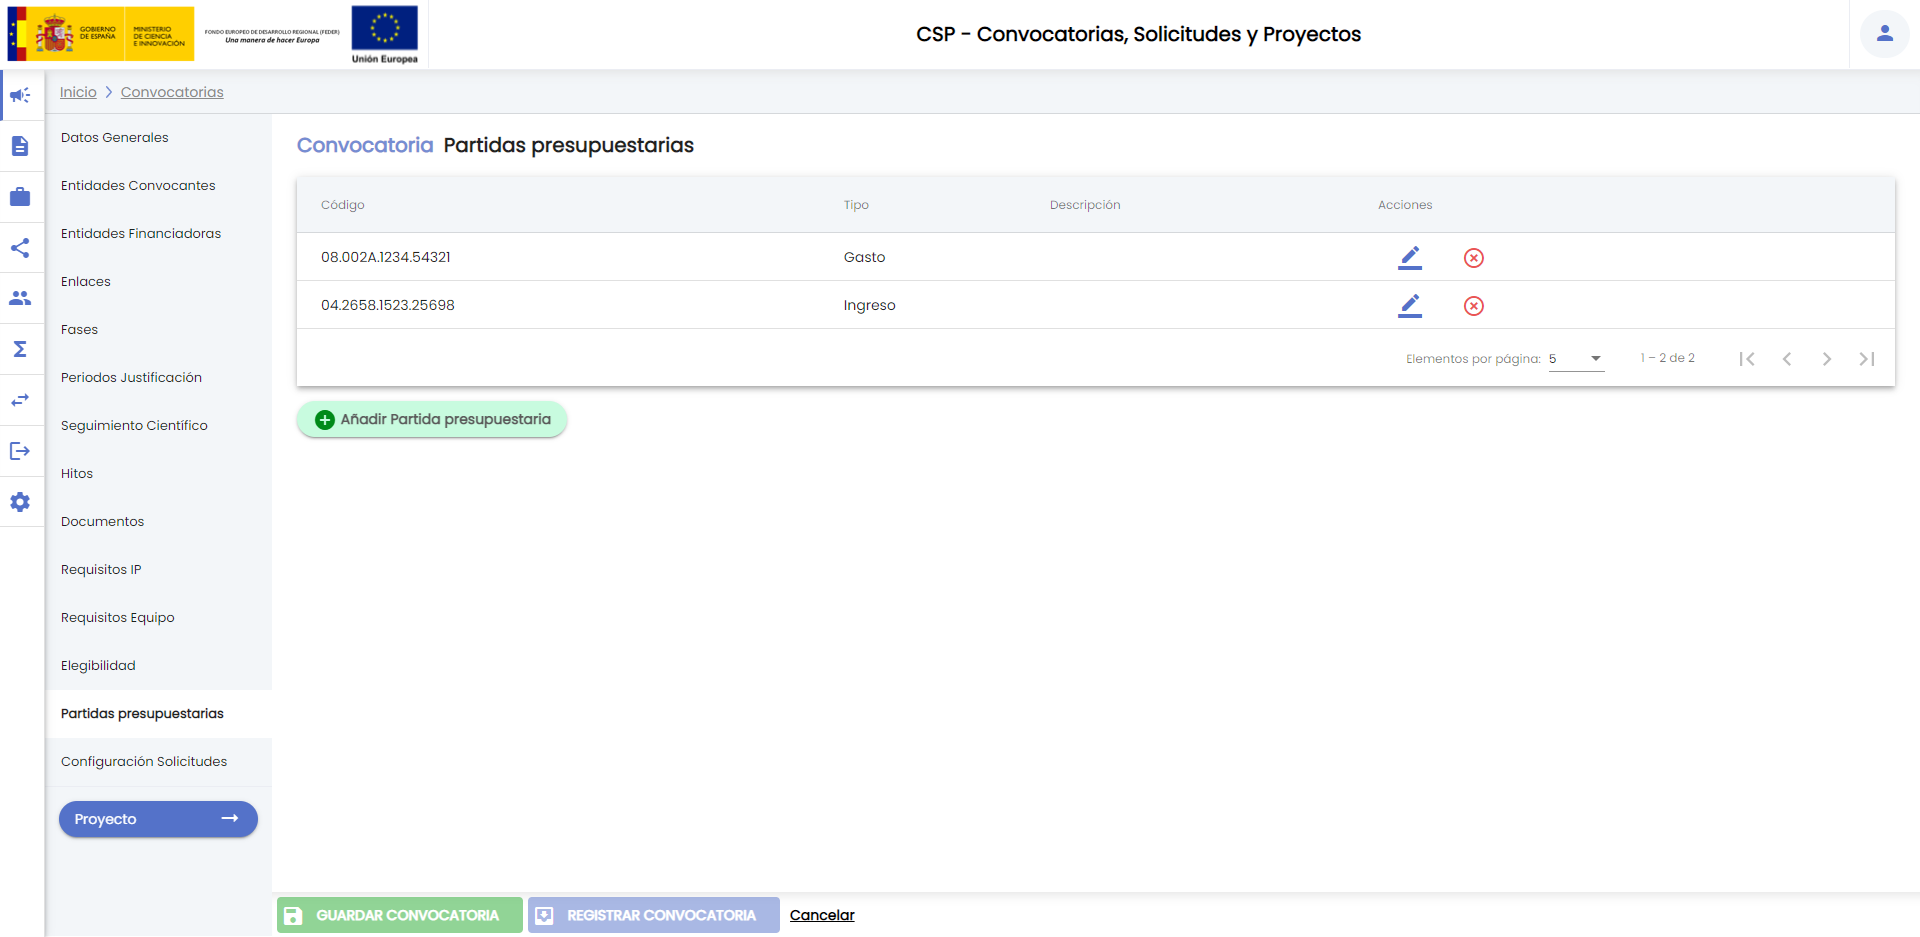 GOBIERNO
DE ESPAÑA
MINISTERIO
DE CIENCIA
E INNOVACIÓN
FONDO EUROPEO DE DESARROLLO REGIONAL (FEDER)
Una manera de hacer Europa
Unión Europea
CSP - Convocatorias, Solicitudes y Proyectos
Inicio > Convocatorias
Datos Generales
Entidades Convocantes
Entidades Financiadoras
Enlaces
Fases
Periodos Justificación
Seguimiento Científico
Hitos
Documentos
Requisitos IP
Requisitos Equipo
Elegibilidad
Partidas presupuestarias
Configuración Solicitudes
Proyecto
Convocatoria Partidas presupuestarias
Código Tipo Descripción Acciones
08.002A.1234.54321 Gasto
04.2658.1523.25698 Ingreso
Elementos por página: 5 1 – 2 de 2
Añadir Partida presupuestaria
GUARDAR CONVOCATORIA REGISTRAR CONVOCATORIA Cancelar